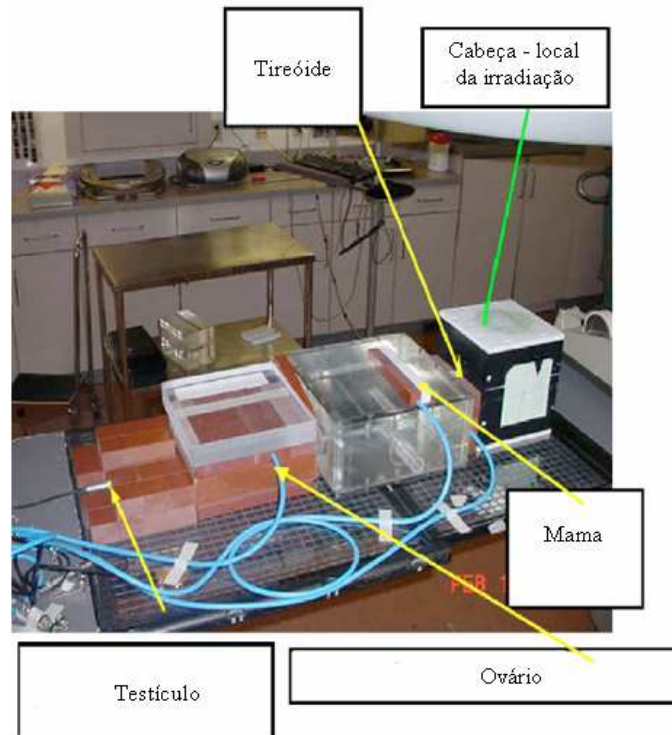 Tireóide
Cabeça - local
da irradiação
Mama
FEB 1
Ovário
Testículo